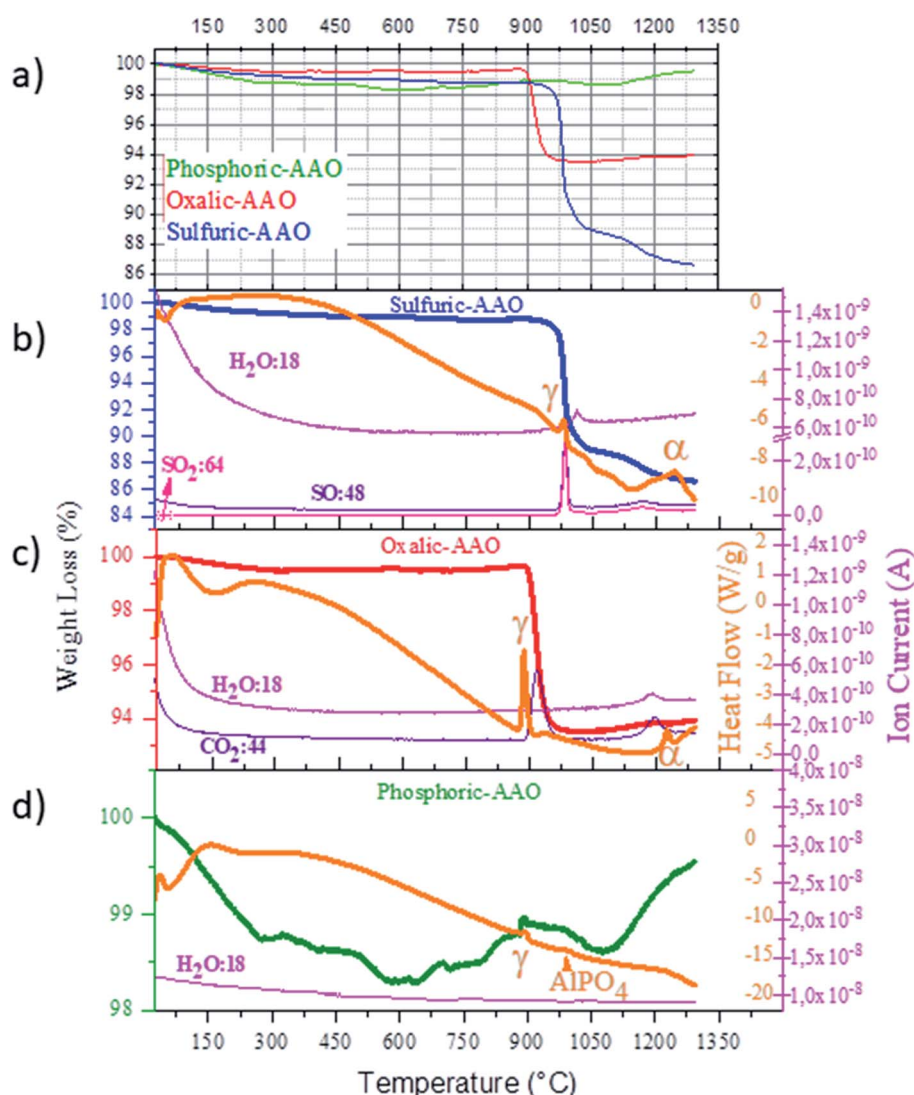 150 300 450 600 750 900 1050 1200 1350
a)
100
98
96
94
92
90
88
86
Phosphoric-AAO
Oxalic-AAO
Sulfuric-AAO
b)
100
99
98
96
94
92
91
90
88
87
86
84
Sulfuric-AAO
H₂O:18
γ
α
SO₂:64
SO:48
0
-2
-4
-6
-8
-10
1,4x10⁻⁹
1,2x10⁻⁹
1,0x10⁻⁹
8,0x10⁻¹⁰
6,0x10⁻¹⁰
2,0x10⁻¹⁰
0,0
c)
100
98
96
94
Oxalic-AAO
γ
H₂O:18
CO₂:44
α
2
1
0
-1
-2
-3
-4
-5
1,4x10⁻⁹
1,2x10⁻⁹
1,0x10⁻⁹
8,0x10⁻¹⁰
6,0x10⁻¹⁰
4,0x10⁻¹⁰
2,0x10⁻¹⁰
0,0
Weight Loss (%)
Heat Flow (W/g)
Ion Current (A)
d)
100
99
98
Phosphoric-AAO
H₂O:18
γ
AlPO₄
5
0
-5
-10
-15
-20
4,0x10⁻⁸
3,5x10⁻⁸
3,0x10⁻⁸
2,5x10⁻⁸
2,0x10⁻⁸
1,5x10⁻⁸
1,0x10⁻⁸
150 300 450 600 750 900 1050 1200 1350
Temperature (°C)